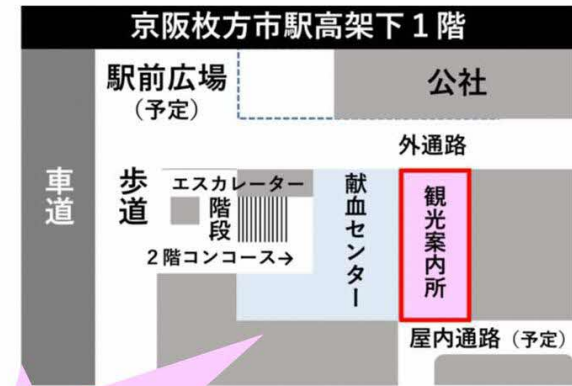 京阪枚方市駅高架下１階
駅前広場
（予定）
公社
外通路
車道
歩道
エスカレーター
階段
２階コンコース→
献血センター
観光案内所
屋内通路（予定）